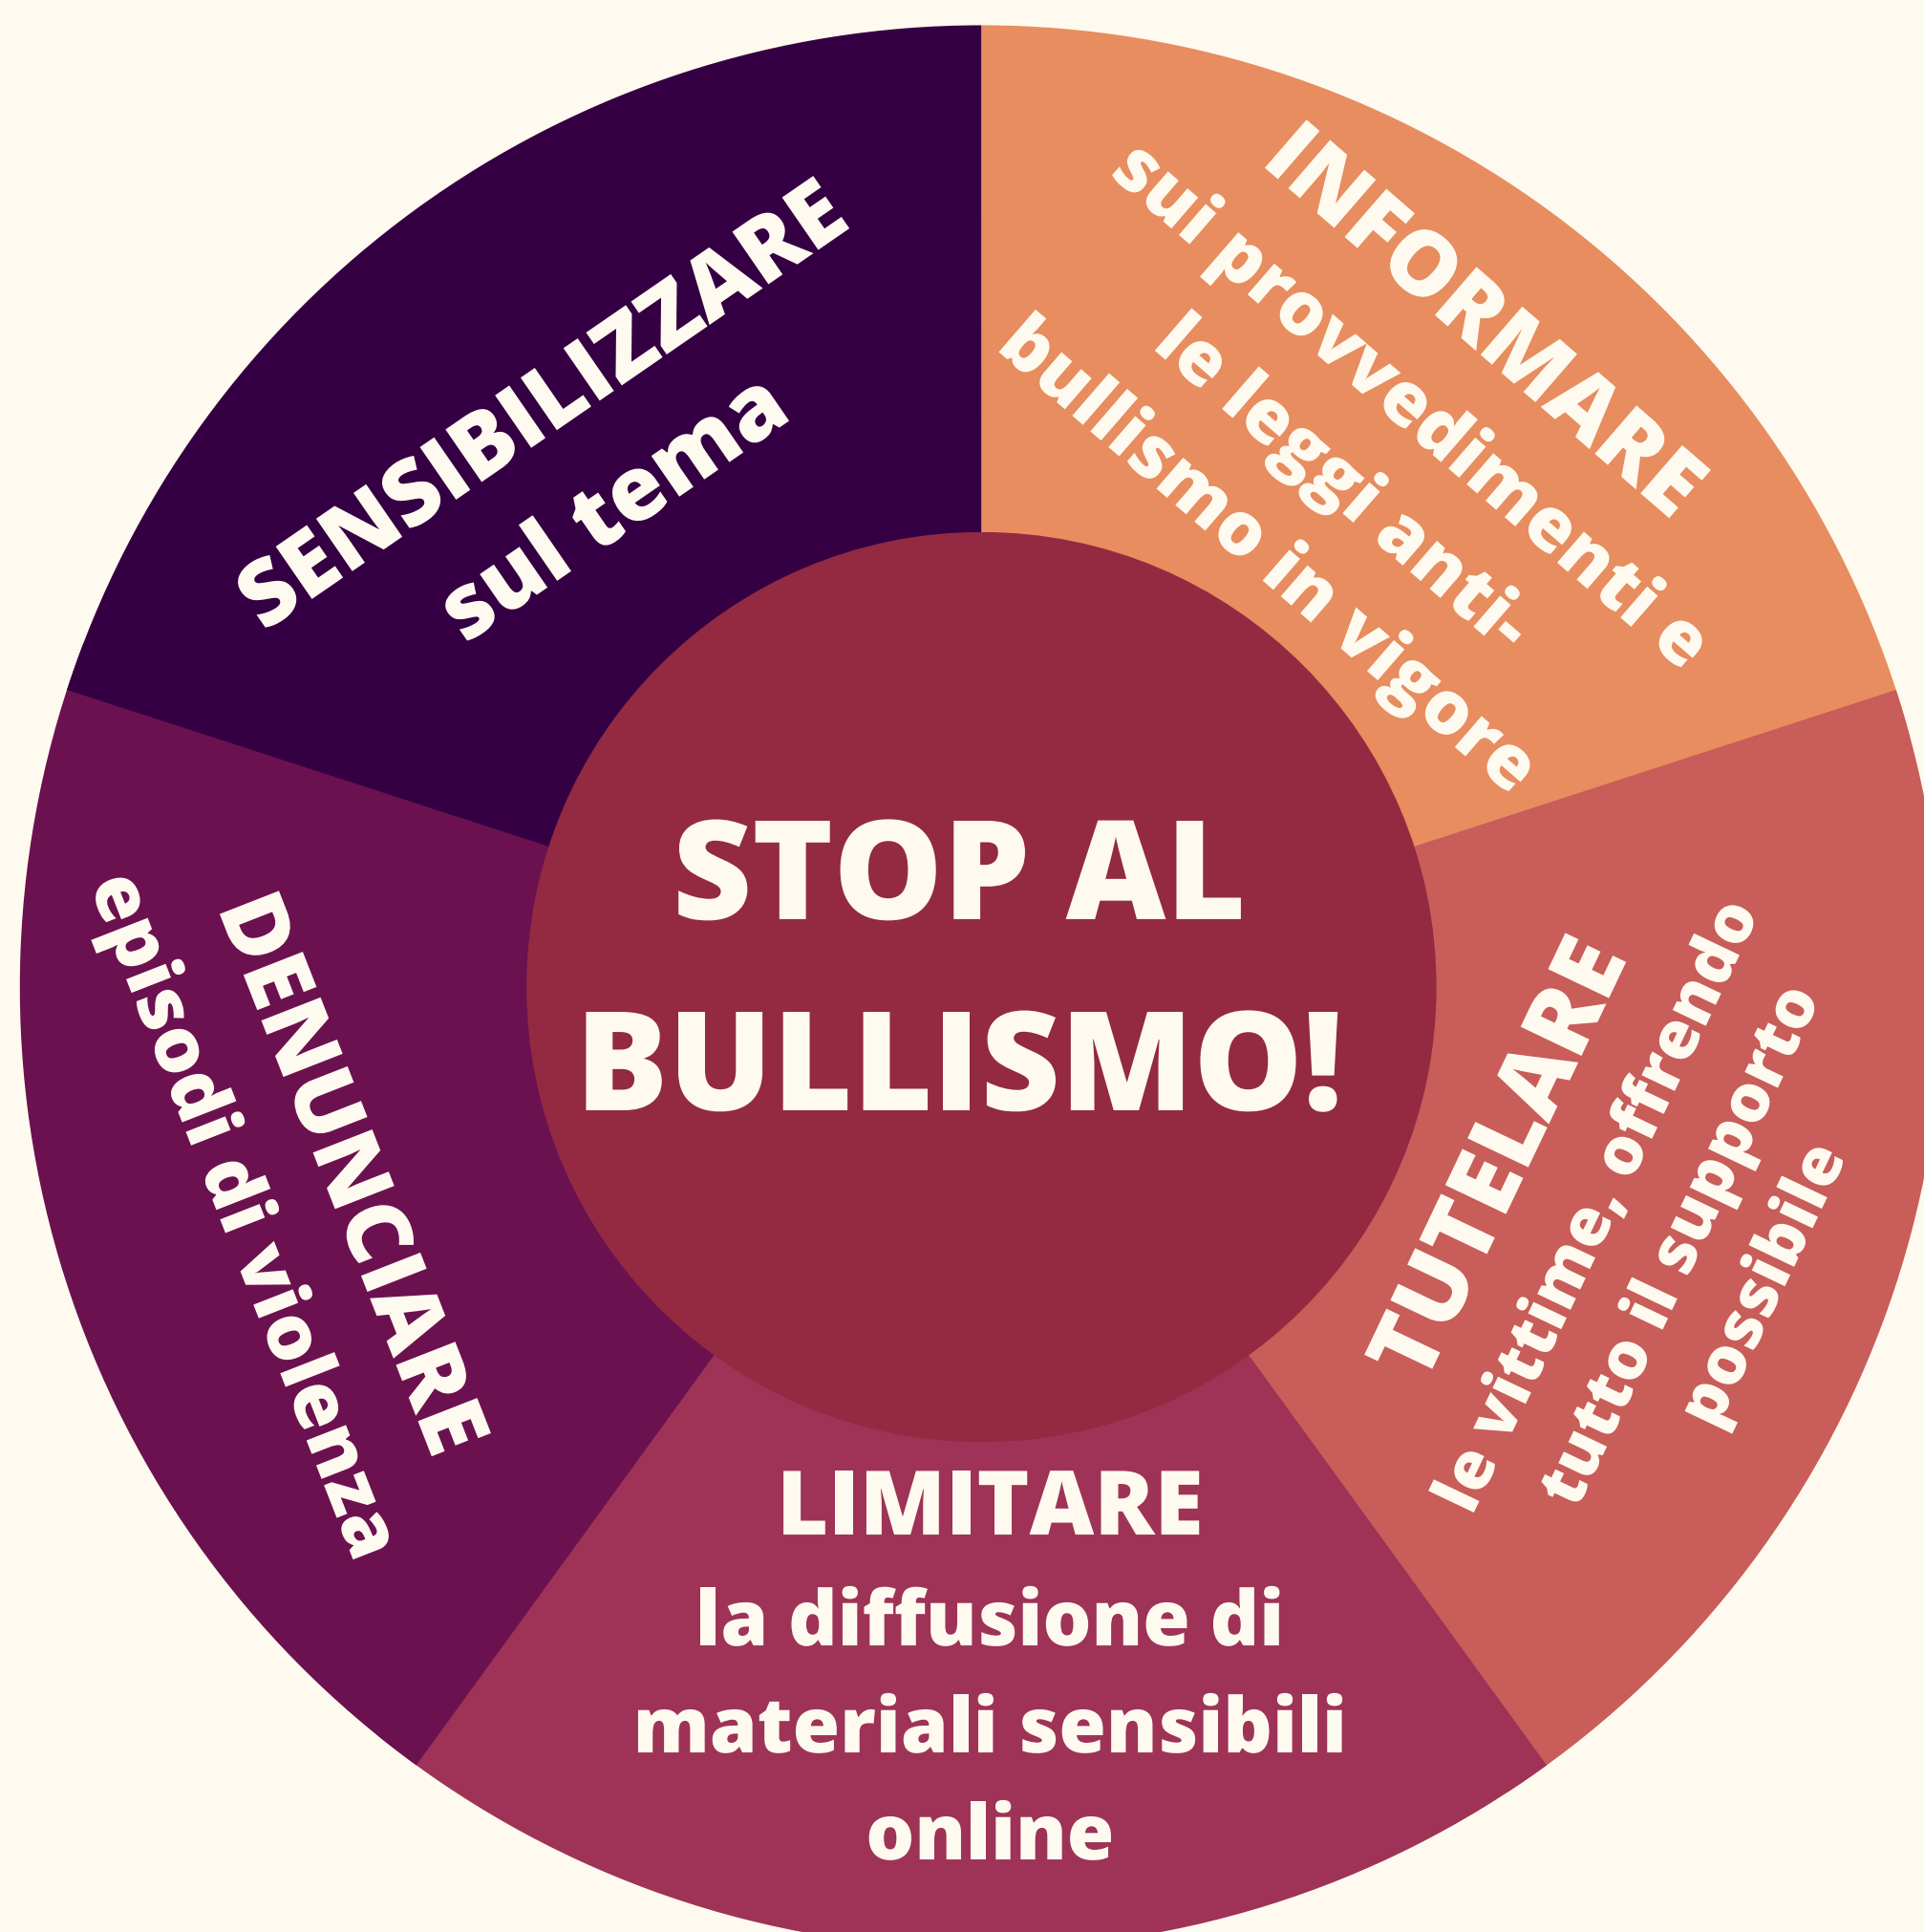 STOP AL
BULLISMO!
INFORMARE
sui provvedimenti e
le leggi anti-
bullismo in vigore
TUTELARE
le vittime, offrendo
tutto il supporto
possibile
LIMITARE
la diffusione di
materiali sensibili
online
DENUNCIARE
episodi di violenza
SENSIBILIZZARE
sul tema